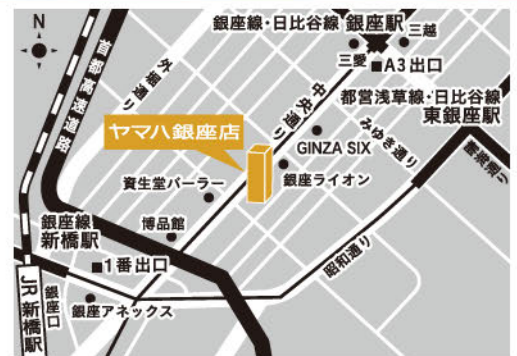 N
銀座線・日比谷線 銀座駅
三越
三愛
■A3出口
首都高速道路
外堀り通り
中央通り
都営浅草線・日比谷線
東銀座駅
みゆき通り
晴海通り
ヤマハ銀座店
GINZA SIX
銀座ライオン
資生堂パーラー
博品館
銀座線
新橋駅
■1番出口
昭和通り
銀座アネックス
銀座口
JR 新橋駅